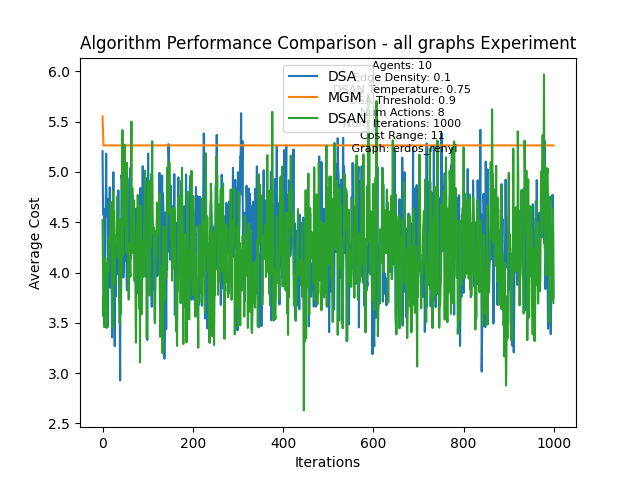 Algorithm Performance Comparison - all graphs Experiment
Agents: 10
Edge Density: 0.1
DSAN Temperature: 0.75
Threshold: 0.9
Num Actions: 8
Iterations: 1000
Cost Range: 11
Graph: erdos_renyi
DSA
MGM
DSAN
6.0
5.5
5.0
4.5
4.0
3.5
3.0
2.5
Average Cost
0
200
400
600
800
1000
Iterations